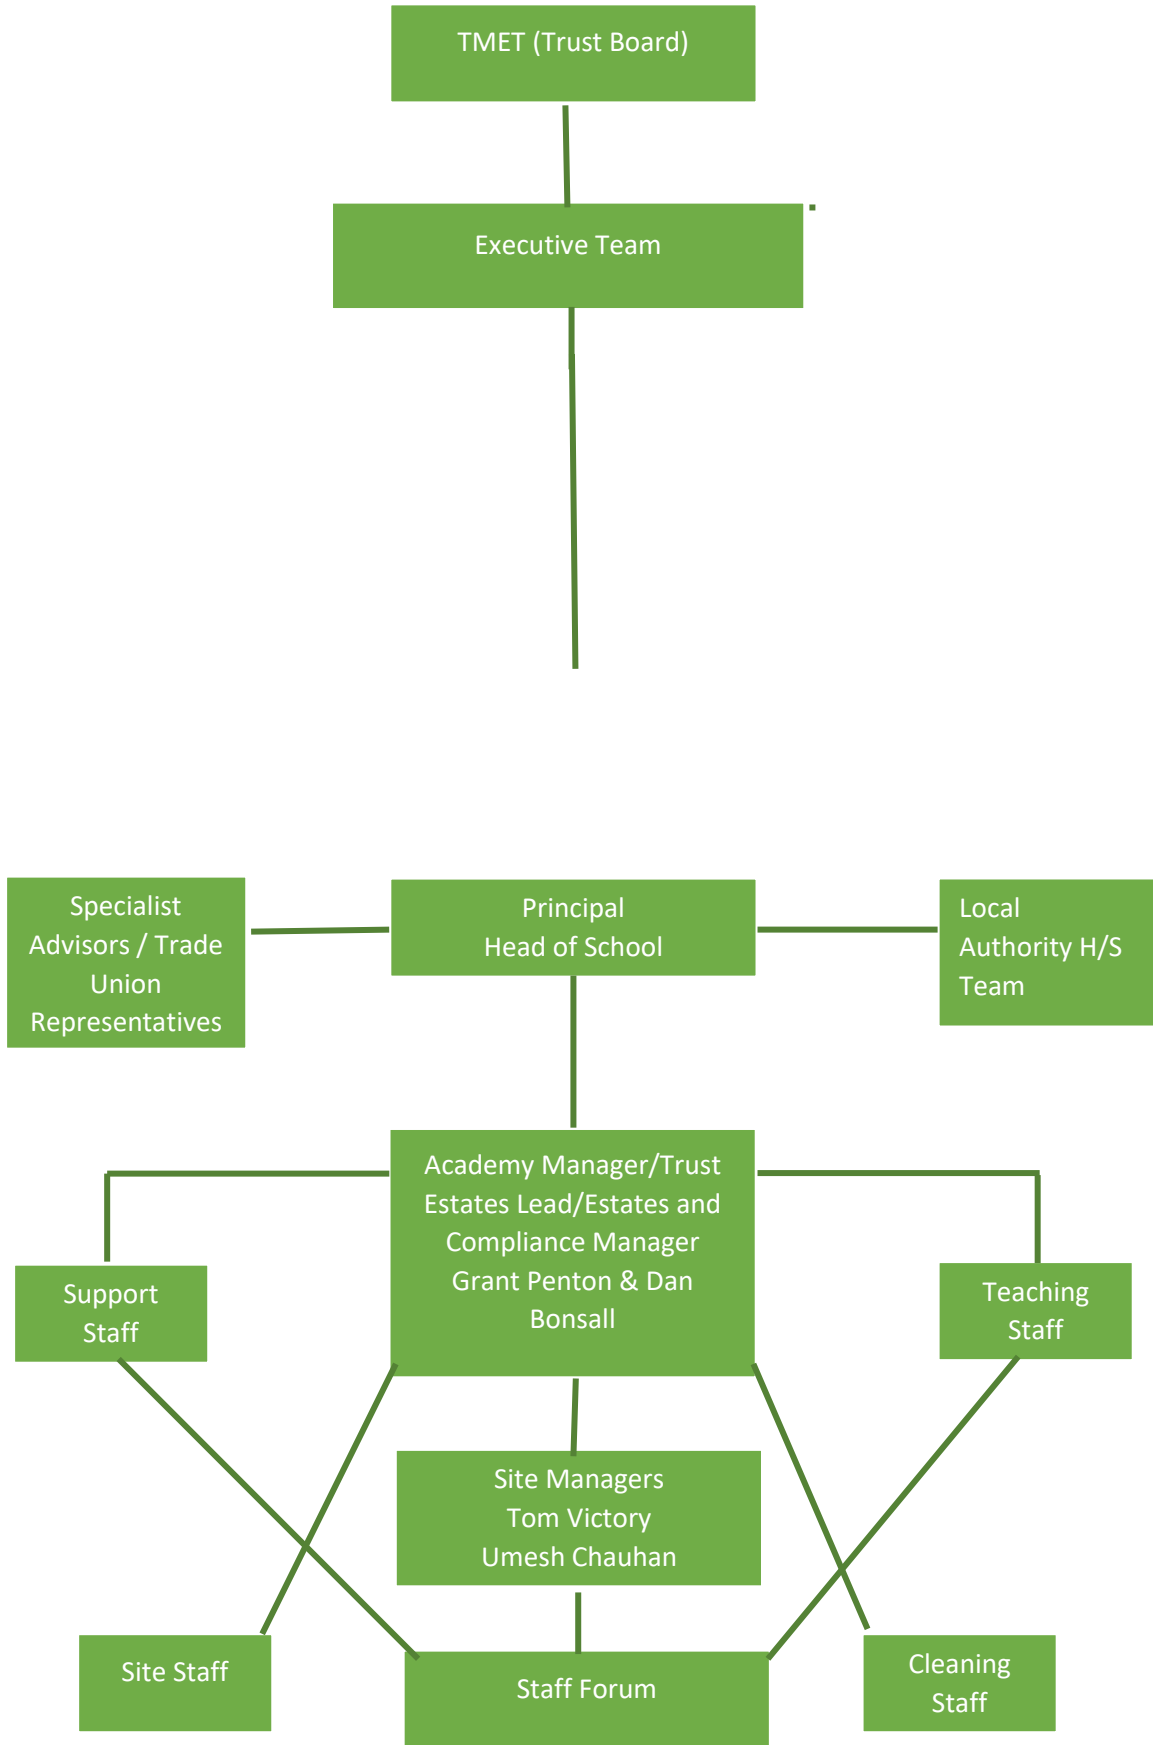 TMET (Trust Board)
Executive Team
Specialist
Advisors / Trade
Union
Representatives
Principal
Head of School
Local
Authority H/S
Team
Academy Manager/Trust
Estates Lead/Estates and
Compliance Manager
Grant Penton & Dan
Bonsall
Support
Staff
Teaching
Staff
Site Managers
Tom Victory
Umesh Chauhan
Site Staff
Staff Forum
Cleaning
Staff